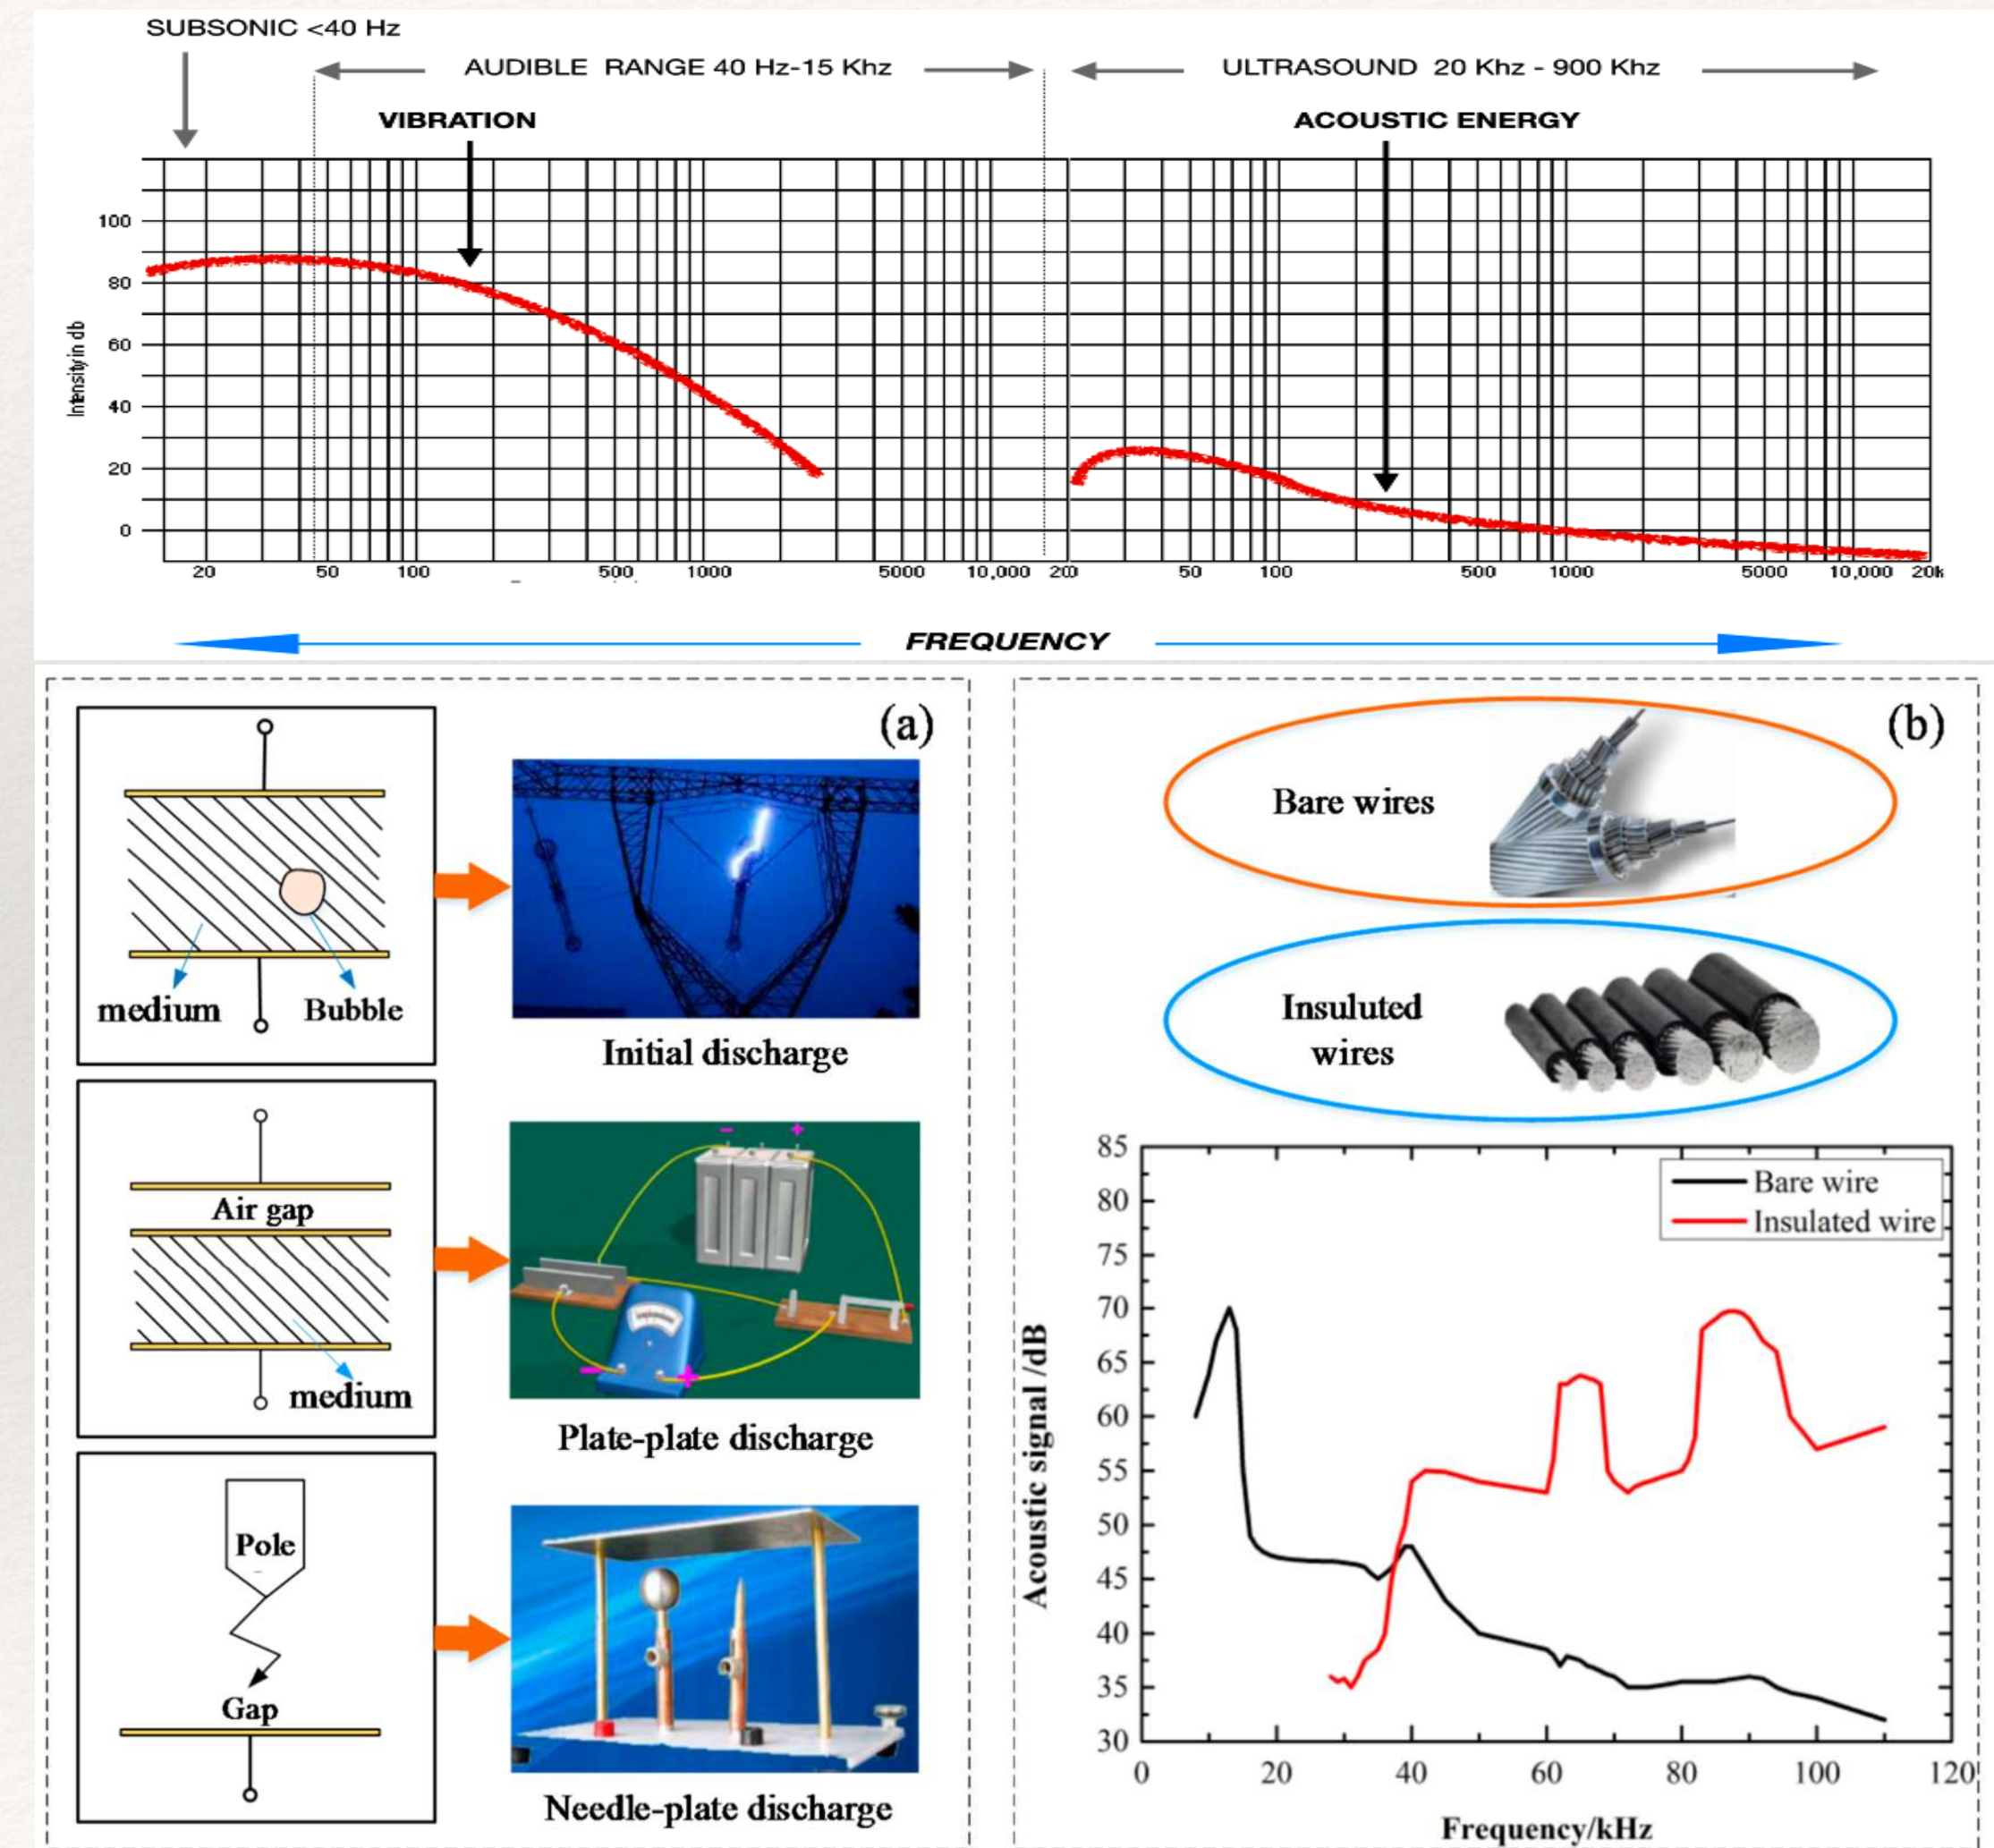 SUBSONIC <40 Hz
AUDIBLE RANGE 40 Hz-15 Khz
ULTRASOUND 20 Khz - 900 Khz
VIBRATION
ACOUSTIC ENERGY
Intensity in db
100
80
60
40
20
0
20 50 100 500 1000 5000 10,000 200 50 100 500 1000 5000 10,000 20k
FREQUENCY
(a)
medium Bubble
Initial discharge
Air gap
medium
- +
- +
Plate-plate discharge
Pole
Gap
Needle-plate discharge
(b)
Bare wires
Insuluted
wires
Bare wire
Insulated wire
Acoustic signal /dB
85
80
75
70
65
60
55
50
45
40
35
30
0 20 40 60 80 100 120
Frequency/kHz